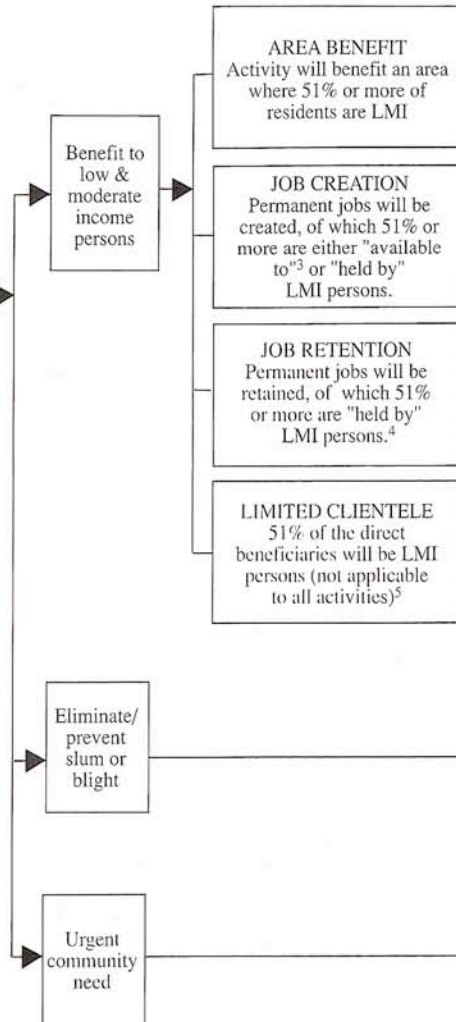 Benefit to
low &
moderate
income
persons
AREA BENEFIT
Activity will benefit an area
where 51% or more of
residents are LMI
JOB CREATION
Permanent jobs will be
created, of which 51% or
more are either "available
to"³ or "held by"
LMI persons.
JOB RETENTION
Permanent jobs will be
retained, of which 51%
or more are "held by"
LMI persons.⁴
LIMITED CLIENTELE
51% of the direct
beneficiaries will be LMI
persons (not applicable
to all activities)⁵
Eliminate/
prevent
slum or
blight
Urgent
community
need